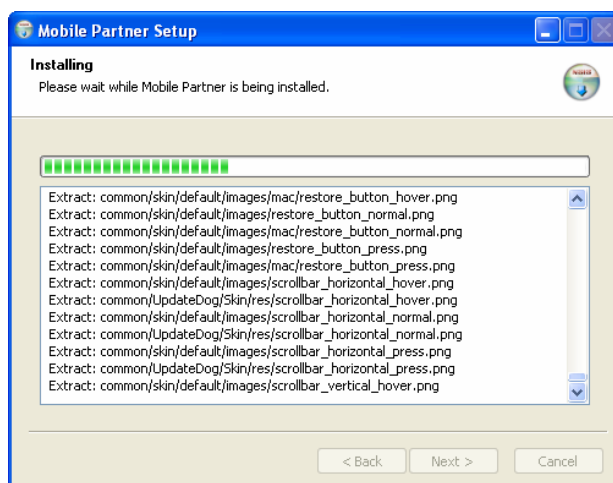 Mobile Partner Setup
Installing
Please wait while Mobile Partner is being installed.
Extract: common/skin/default/images/mac/restore_button_hover.png
Extract: common/skin/default/images/restore_button_normal.png
Extract: common/skin/default/images/mac/restore_button_normal.png
Extract: common/skin/default/images/restore_button_press.png
Extract: common/skin/default/images/mac/restore_button_press.png
Extract: common/skin/default/images/scrollbar_horizontal_hover.png
Extract: common/UpdateDog/Skin/res/scrollbar_horizontal_hover.png
Extract: common/skin/default/images/scrollbar_horizontal_normal.png
Extract: common/UpdateDog/Skin/res/scrollbar_horizontal_normal.png
Extract: common/skin/default/images/scrollbar_horizontal_press.png
Extract: common/UpdateDog/Skin/res/scrollbar_horizontal_press.png
Extract: common/skin/default/images/scrollbar_vertical_hover.png
< Back Next > Cancel